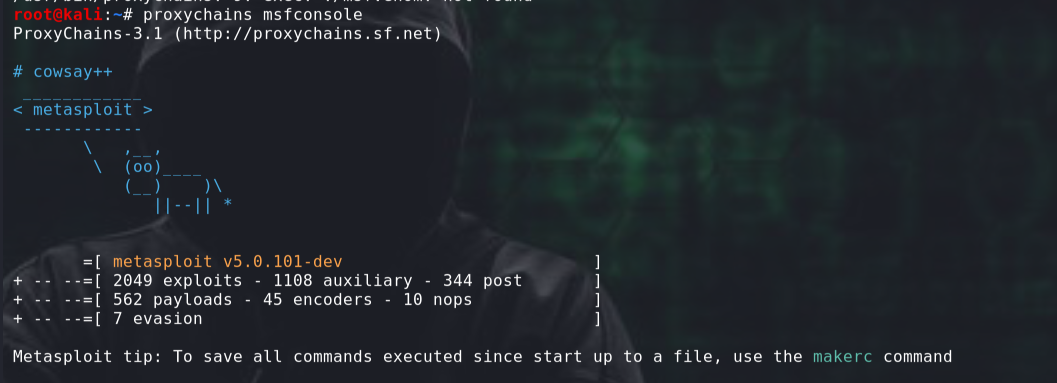 root@kali:~# proxychains msfconsole
ProxyChains-3.1 (http://proxychains.sf.net)
# cowsay++
 ____________
< metasploit >
 ------------
       \   ,__,
        \  (oo)____
           (__)    )\
              ||--|| *
       =[ metasploit v5.0.101-dev                         ]
+ -- --=[ 2049 exploits - 1108 auxiliary - 344 post       ]
+ -- --=[ 562 payloads - 45 encoders - 10 nops            ]
+ -- --=[ 7 evasion                                       ]
Metasploit tip: To save all commands executed since start up to a file, use the makerc command